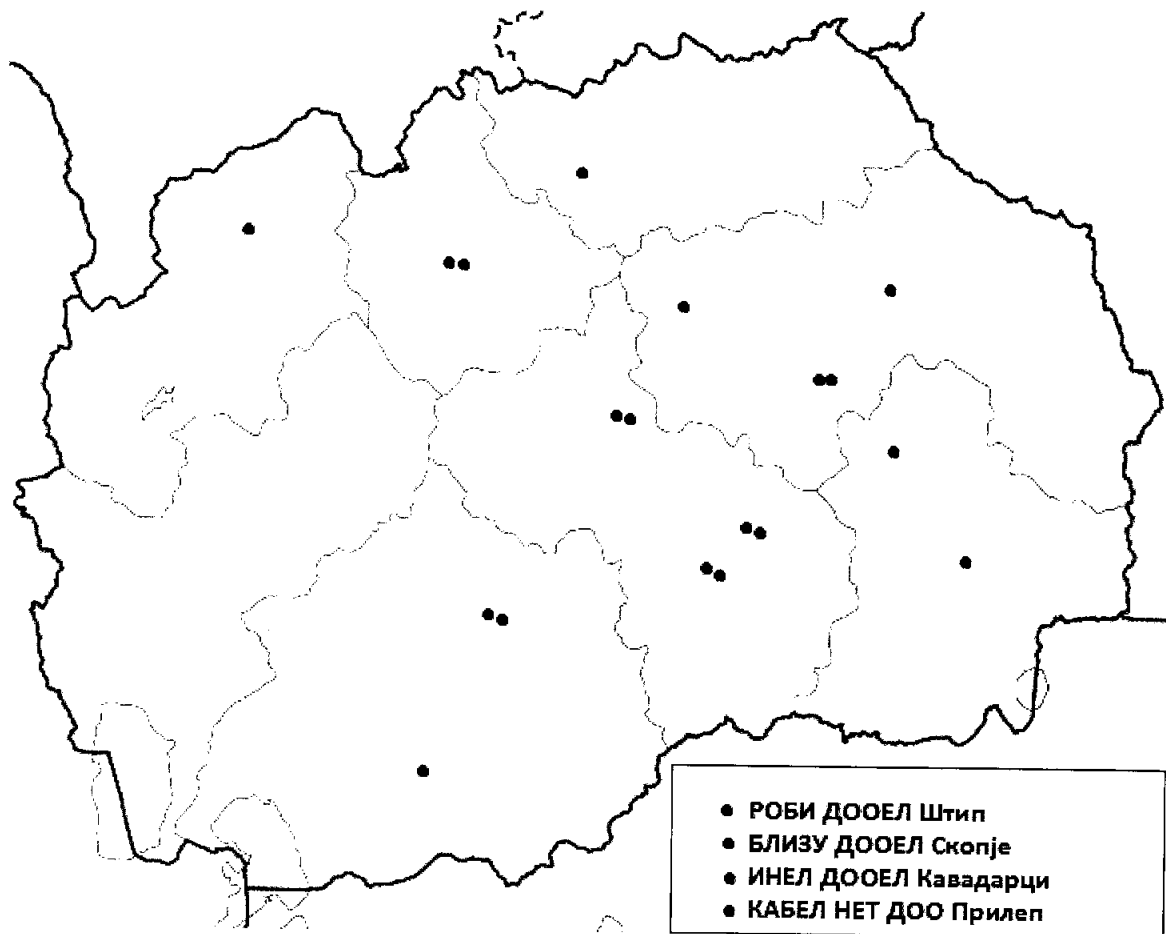 РОБИ ДООЕЛ Штип
БЛИЗУ ДООЕЛ Скопје
ИНЕЛ ДООЕЛ Кавадарци
КАБЕЛ НЕТ ДОО Прилеп